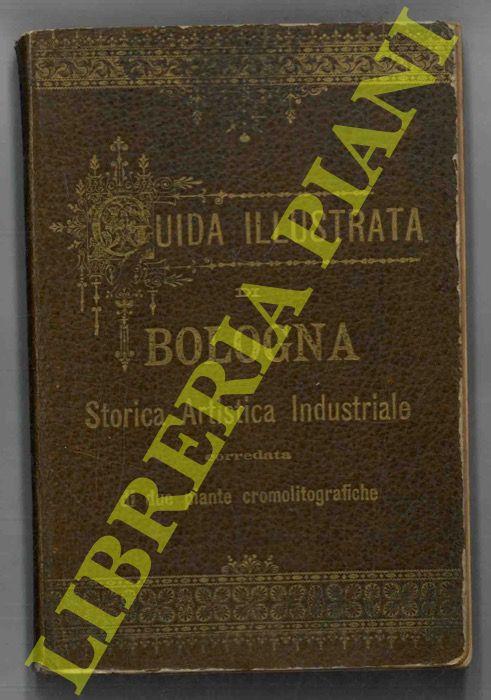 GUIDA ILLUSTRATA
DI
BOLOGNA
Storica Artistica Industriale
corredata
di due piante cromolitografiche
LIBRERIA PIANI